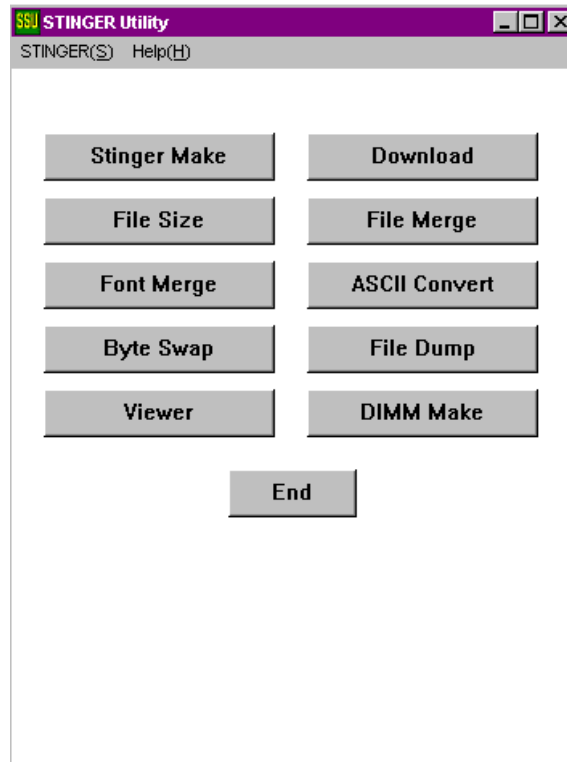 SSU STINGER Utility
STINGER(S) Help(H)
Stinger Make Download
File Size File Merge
Font Merge ASCII Convert
Byte Swap File Dump
Viewer DIMM Make
End